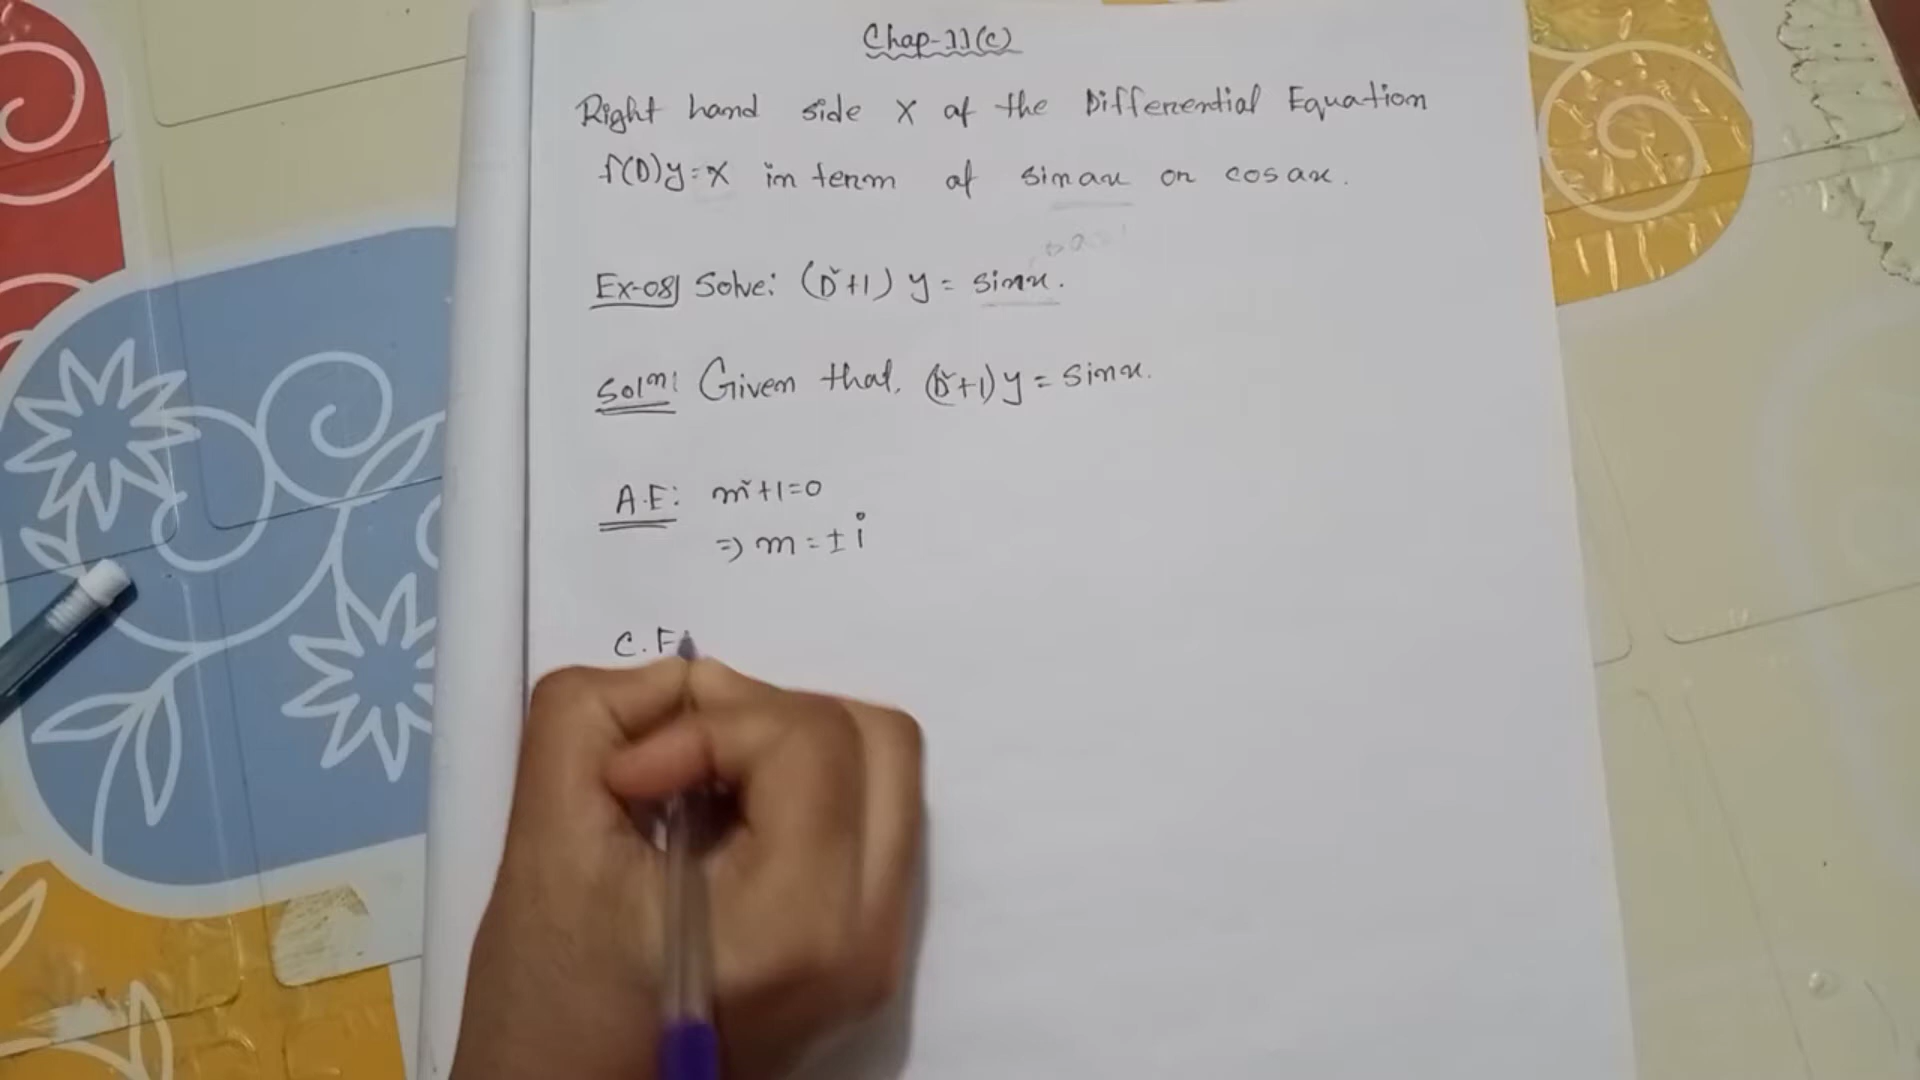 Chap-11(c)
Right hand side X of the Differential Equation
f(D)y=X in term of sinax or cosax.
Ex-08] Solve: (D²+1) y = sinx.
Solⁿ: Given that, (D²+1)y = sinx.
A.E: m²+1=0
=> m = ± i
C.F